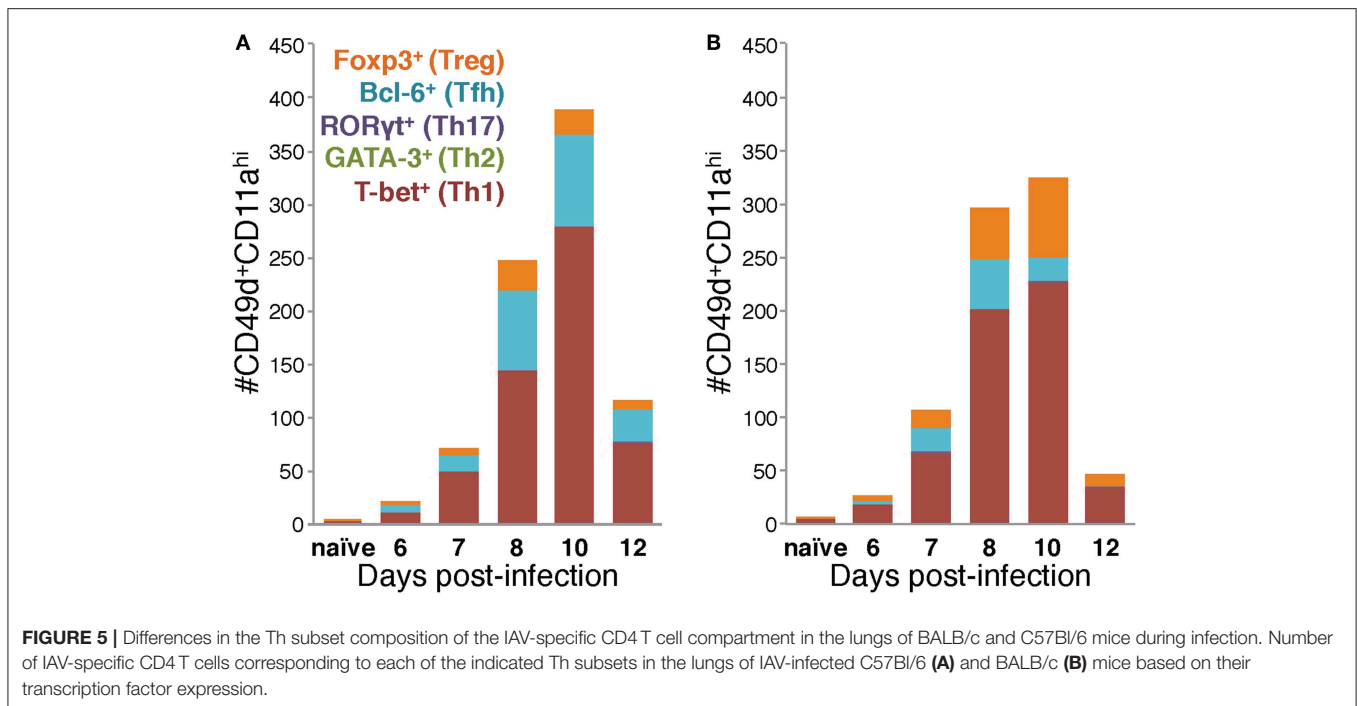 A
450
400
350
300
250
200
150
100
50
0
#CD49d⁺CD11aʰⁱ
Foxp3⁺ (Treg)
Bcl-6⁺ (Tfh)
RORγt⁺ (Th17)
GATA-3⁺ (Th2)
T-bet⁺ (Th1)
naïve 6 7 8 10 12
Days post-infection
B
450
400
350
300
250
200
150
100
50
0
#CD49d⁺CD11aʰⁱ
naïve 6 7 8 10 12
Days post-infection
FIGURE 5 | Differences in the Th subset composition of the IAV-specific CD4 T cell compartment in the lungs of BALB/c and C57Bl/6 mice during infection. Number
of IAV-specific CD4 T cells corresponding to each of the indicated Th subsets in the lungs of IAV-infected C57Bl/6 (A) and BALB/c (B) mice based on their
transcription factor expression.